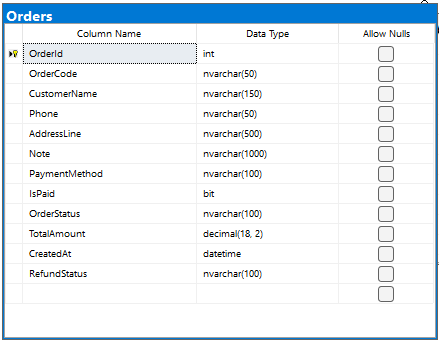 Orders
Column Name Data Type Allow Nulls
OrderId int
OrderCode nvarchar(50)
CustomerName nvarchar(150)
Phone nvarchar(50)
AddressLine nvarchar(500)
Note nvarchar(1000)
PaymentMethod nvarchar(100)
IsPaid bit
OrderStatus nvarchar(100)
TotalAmount decimal(18, 2)
CreatedAt datetime
RefundStatus nvarchar(100)